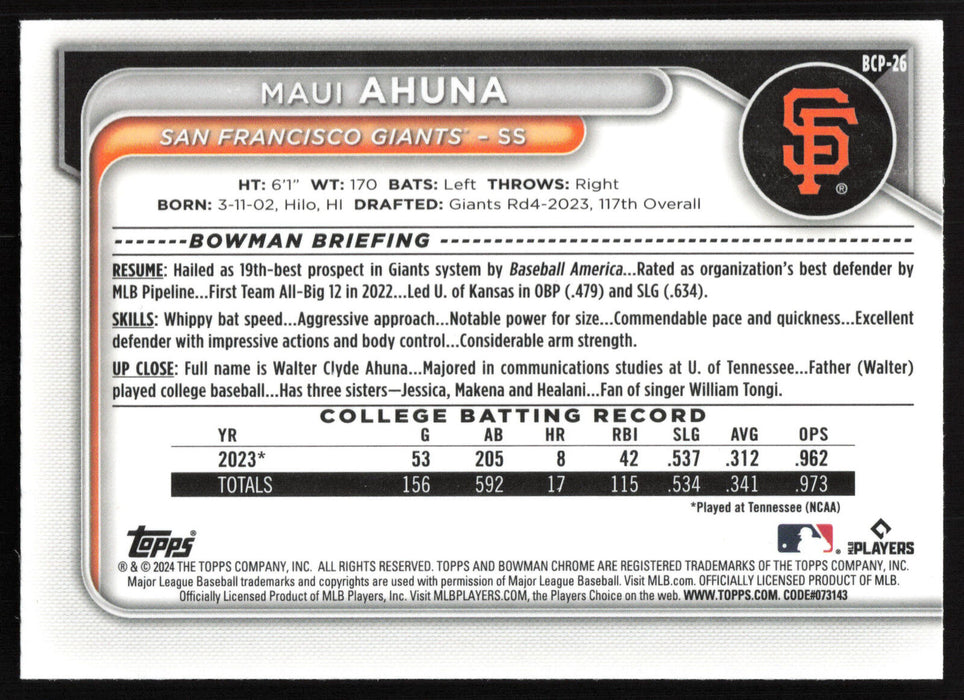 BCP-26
MAUI AHUNA
SAN FRANCISCO GIANTS® – SS
SF ®
HT: 6'1" WT: 170 BATS: Left THROWS: Right
BORN: 3-11-02, Hilo, HI DRAFTED: Giants Rd4-2023, 117th Overall
BOWMAN BRIEFING
RESUME: Hailed as 19th-best prospect in Giants system by Baseball America...Rated as organization's best defender by
MLB Pipeline...First Team All-Big 12 in 2022...Led U. of Kansas in OBP (.479) and SLG (.634).
SKILLS: Whippy bat speed...Aggressive approach...Notable power for size...Commendable pace and quickness...Excellent
defender with impressive actions and body control...Considerable arm strength.
UP CLOSE: Full name is Walter Clyde Ahuna...Majored in communications studies at U. of Tennessee...Father (Walter)
played college baseball...Has three sisters—Jessica, Makena and Healani...Fan of singer William Tongi.
COLLEGE BATTING RECORD
YR G AB HR RBI SLG AVG OPS
2023* 53 205 8 42 .537 .312 .962
TOTALS 156 592 17 115 .534 .341 .973
*Played at Tennessee (NCAA)
Topps® ® MLB PLAYERS
® & © 2024 THE TOPPS COMPANY, INC. ALL RIGHTS RESERVED. TOPPS AND BOWMAN CHROME ARE REGISTERED TRADEMARKS OF THE TOPPS COMPANY, INC.
Major League Baseball trademarks and copyrights are used with permission of Major League Baseball. Visit MLB.com. OFFICIALLY LICENSED PRODUCT OF MLB.
Officially Licensed Product of MLB Players, Inc. Visit MLBPLAYERS.COM, the Players Choice on the web. WWW.TOPPS.COM. CODE#073143